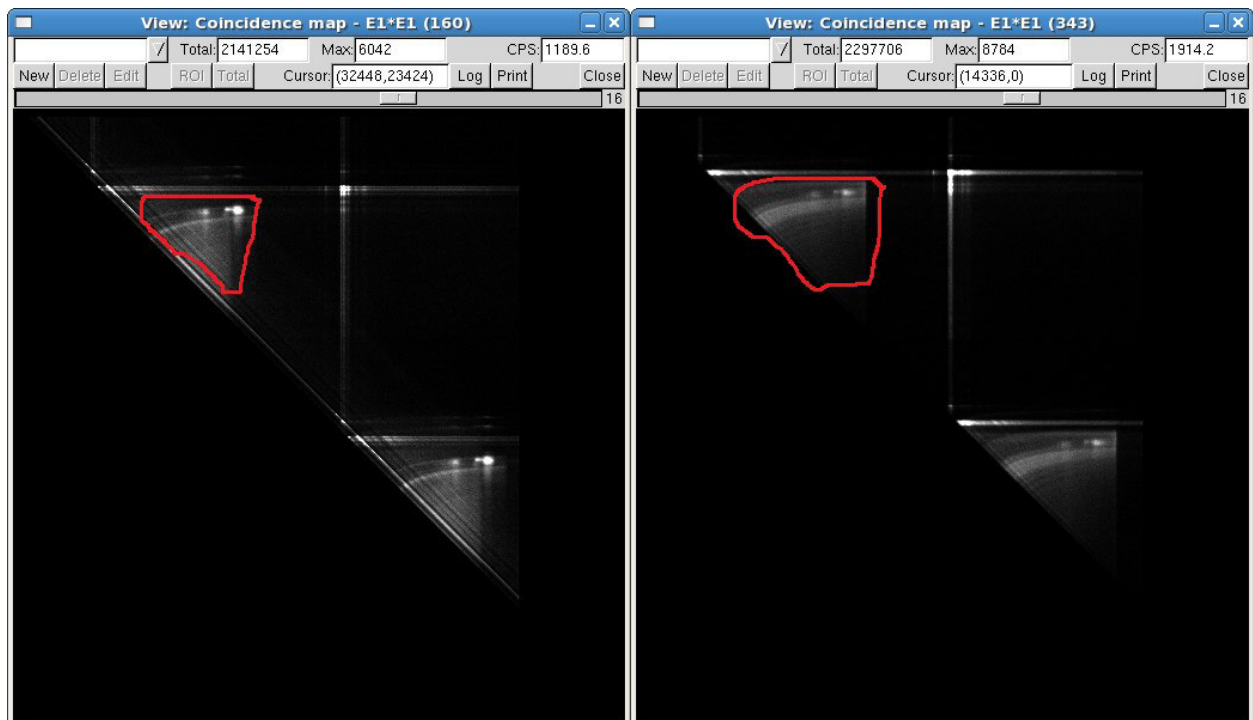 View: Coincidence map - E1*E1 (160)
Total: 2141254 Max: 6042 CPS: 1189.6
New Delete Edit ROI Total Cursor: (32448,23424) Log Print Close
16
View: Coincidence map - E1*E1 (343)
Total: 2297706 Max: 8784 CPS: 1914.2
New Delete Edit ROI Total Cursor: (14336,0) Log Print Close
16